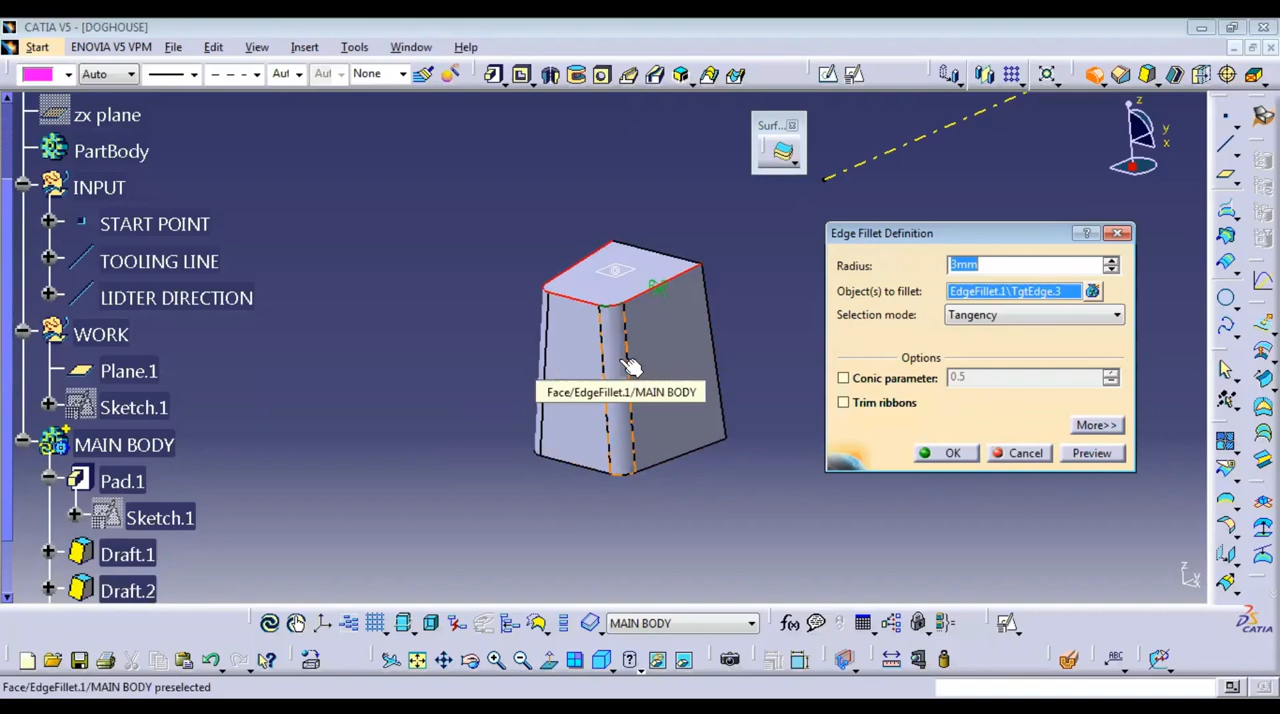 CATIA V5 - [DOGHOUSE]
Start ENOVIA V5 VPM File Edit View Insert Tools Window Help
Auto Aut Aut None
zx plane
PartBody
INPUT
START POINT
TOOLING LINE
LIDTER DIRECTION
WORK
Plane.1
Sketch.1
MAIN BODY
Pad.1
Sketch.1
Draft.1
Draft.2
Surf...
z
y
x
Face/EdgeFillet.1/MAIN BODY
Edge Fillet Definition
Radius: 3mm
Object(s) to fillet: EdgeFillet.1\TgtEdge.3
Selection mode: Tangency
Options
Conic parameter: 0.5
Trim ribbons
More>>
OK Cancel Preview
z
y
MAIN BODY
f(x)
ABC
CATIA
Face/EdgeFillet.1/MAIN BODY preselected